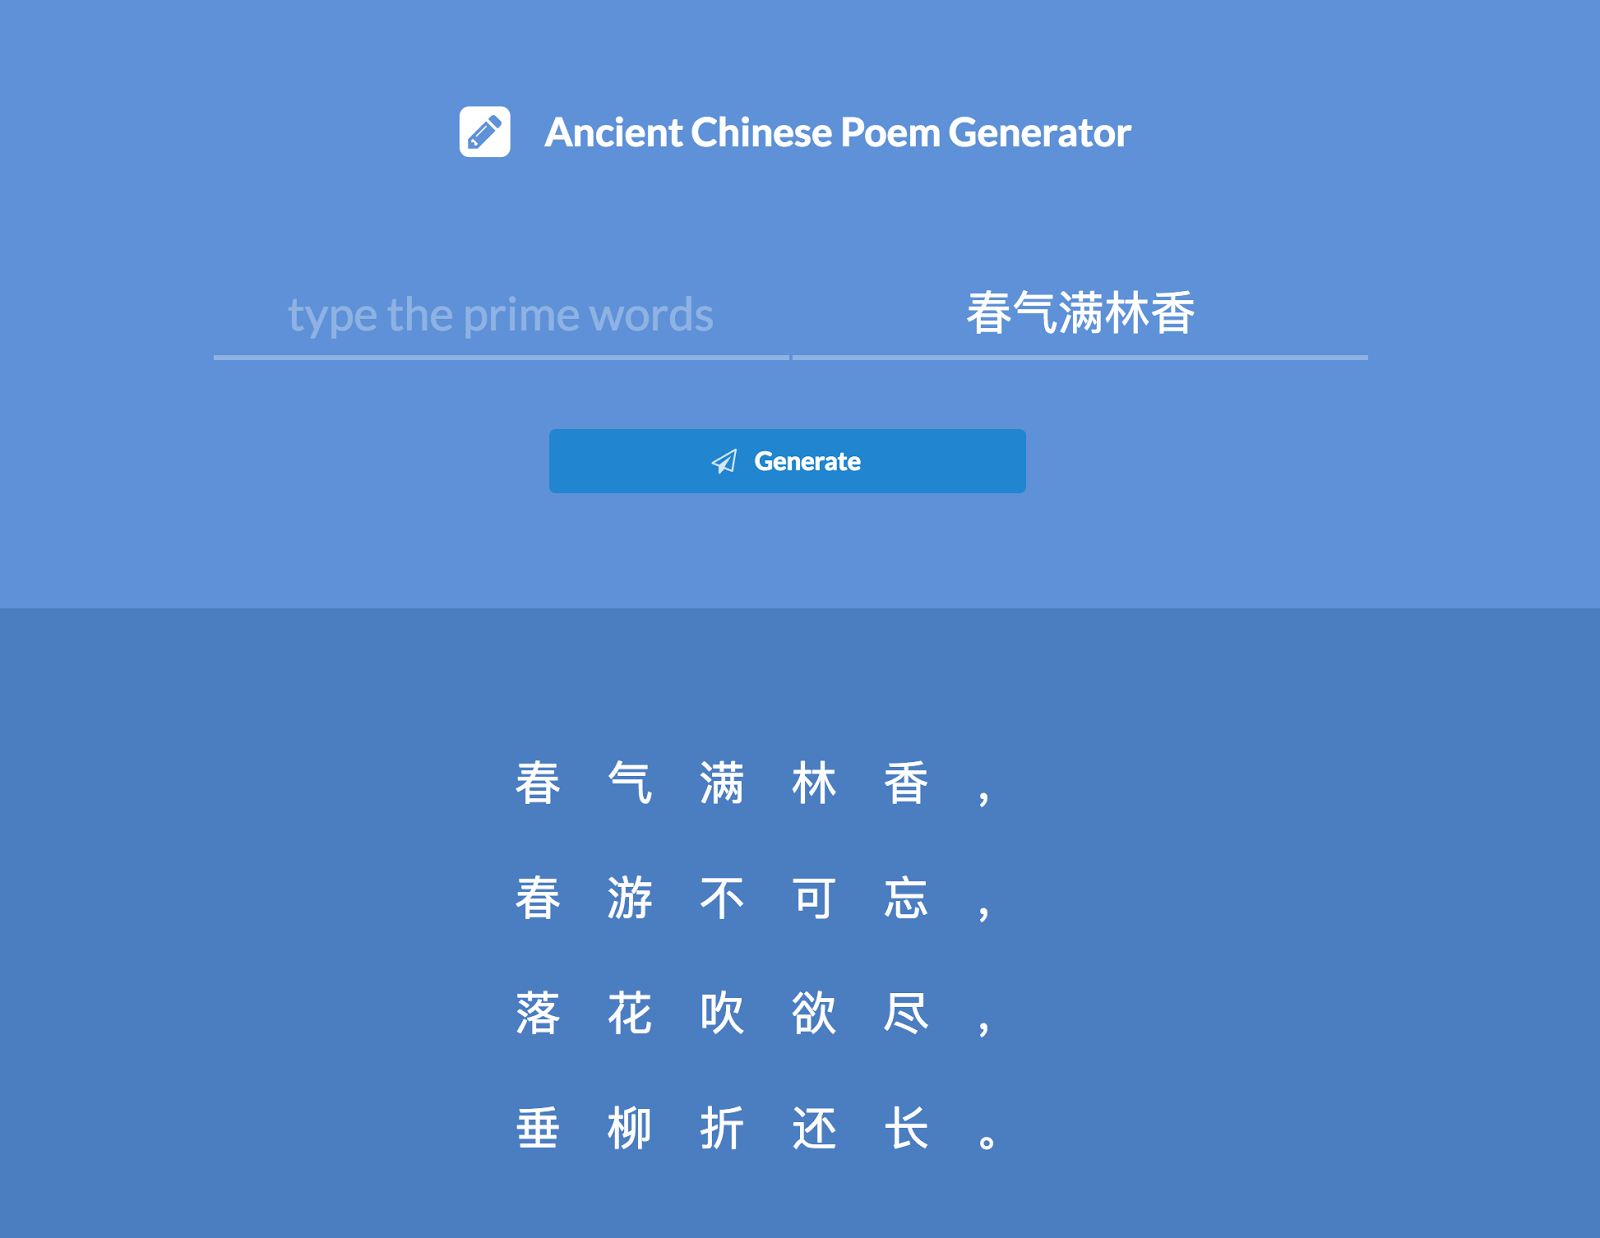 Ancient Chinese Poem Generator
type the prime words 春气满林香
Generate
春气满林香，
春游不可忘，
落花吹欲尽，
垂柳折还长。